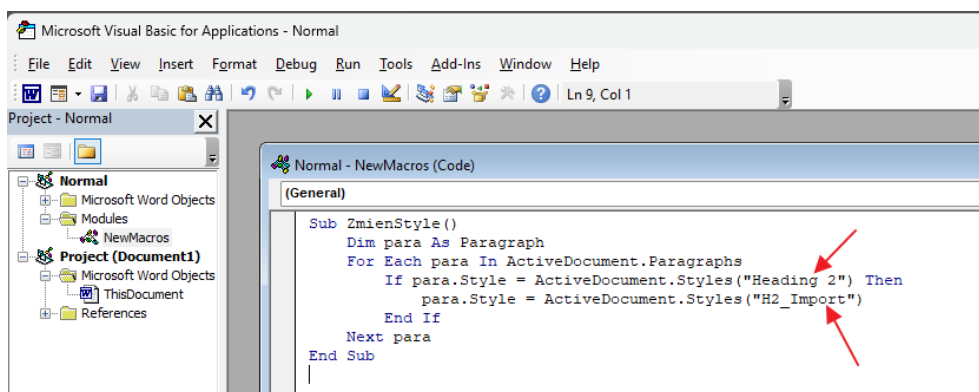 Microsoft Visual Basic for Applications - Normal
File Edit View Insert Format Debug Run Tools Add-Ins Window Help
Ln 9, Col 1
Project - Normal
Normal
Microsoft Word Objects
Modules
NewMacros
Project (Document1)
Microsoft Word Objects
ThisDocument
References
Normal - NewMacros (Code)
(General)
Sub ZmienStyle()
Dim para As Paragraph
For Each para In ActiveDocument.Paragraphs
If para.Style = ActiveDocument.Styles("Heading 2") Then
para.Style = ActiveDocument.Styles("H2_Import")
End If
Next para
End Sub